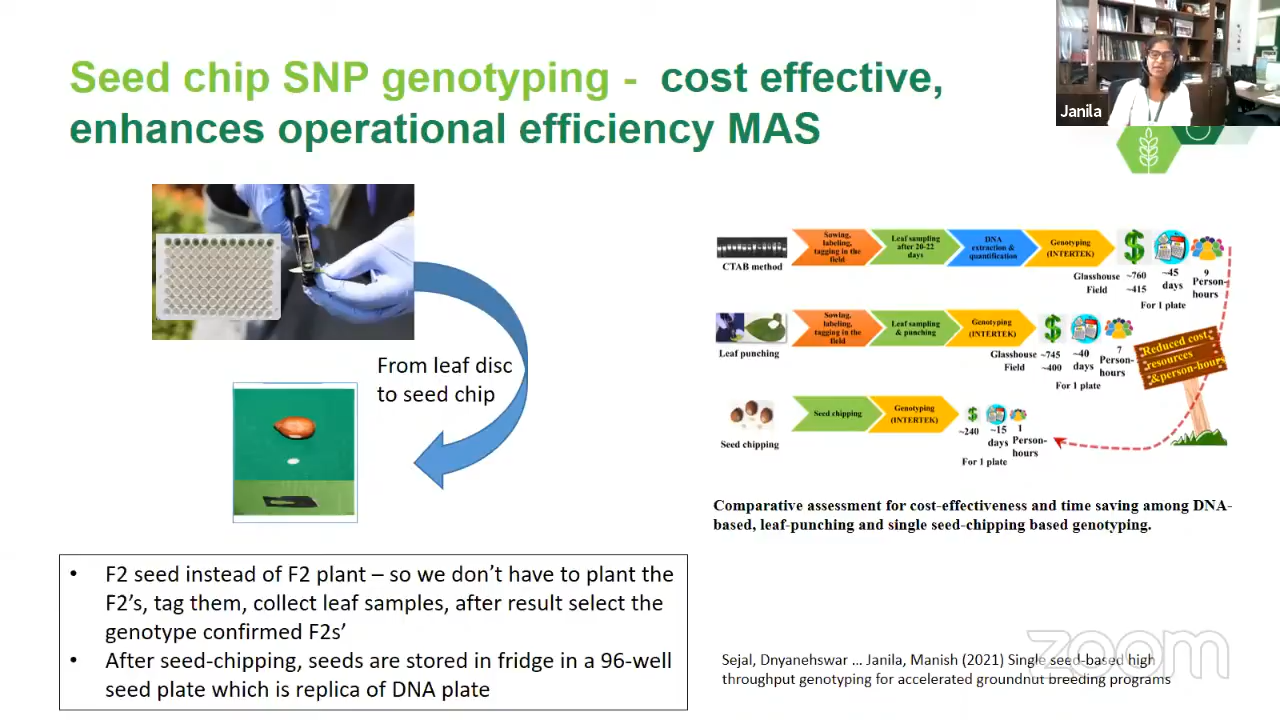 Seed chip SNP genotyping - cost effective,
enhances operational efficiency MAS
Janila
From leaf disc
to seed chip
CTAB method
Sowing,
labeling,
tagging in the
field
Leaf sampling
after 20-22
days
DNA
extraction &
quantification
Genotyping
(INTERTEK)
Glasshouse ~760
Field ~415
~45
days
9
Person-
hours
For 1 plate
Leaf punching
Sowing,
labeling,
tagging in the
field
Leaf sampling
& punching
Genotyping
(INTERTEK)
Glasshouse ~745
Field ~400
~40
days
7
Person-
hours
For 1 plate
Reduced cost,
resources
&person-hours
Seed chipping
Seed chipping
Genotyping
(INTERTEK)
~240
~15
days
1
Person-
hours
For 1 plate
Comparative assessment for cost-effectiveness and time saving among DNA-
based, leaf-punching and single seed-chipping based genotyping.
• F2 seed instead of F2 plant – so we don’t have to plant the
F2’s, tag them, collect leaf samples, after result select the
genotype confirmed F2s’
• After seed-chipping, seeds are stored in fridge in a 96-well
seed plate which is replica of DNA plate
Sejal, Dnyanehswar ... Janila, Manish (2021) Single seed-based high
throughput genotyping for accelerated groundnut breeding programs
zoom